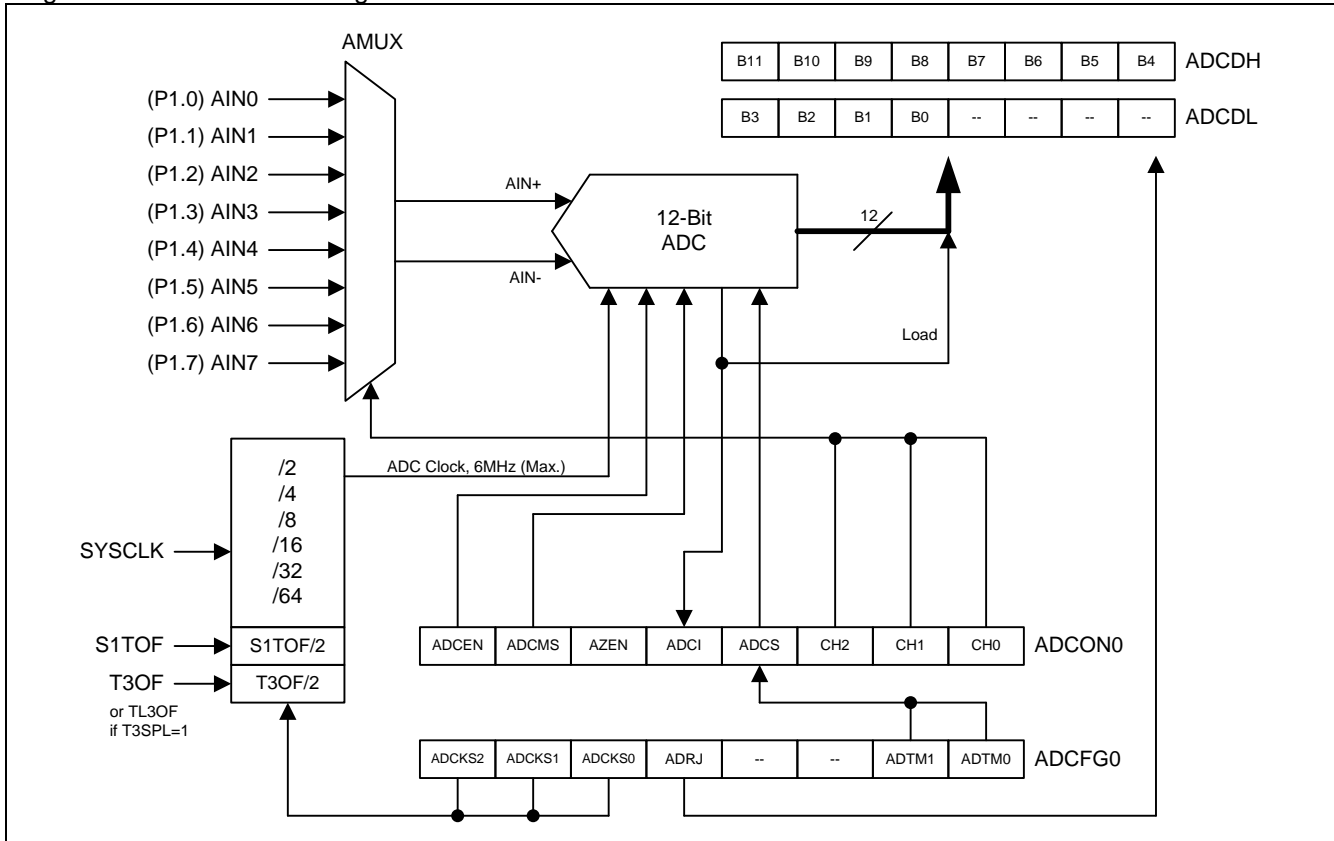 AMUX
B11 B10 B9 B8 B7 B6 B5 B4 ADCDH
B3 B2 B1 B0 -- -- -- -- ADCDL
(P1.0) AIN0
(P1.1) AIN1
(P1.2) AIN2
(P1.3) AIN3
(P1.4) AIN4
(P1.5) AIN5
(P1.6) AIN6
(P1.7) AIN7
AIN+
AIN-
12-Bit
ADC
12
Load
/2
/4
/8
/16
/32
/64
ADC Clock, 6MHz (Max.)
SYSCLK
S1TOF S1TOF/2
T3OF T3OF/2
or TL3OF
if T3SPL=1
ADCEN ADCMS AZEN ADCI ADCS CH2 CH1 CH0 ADCON0
ADCKS2 ADCKS1 ADCKS0 ADRJ -- -- ADTM1 ADTM0 ADCFG0